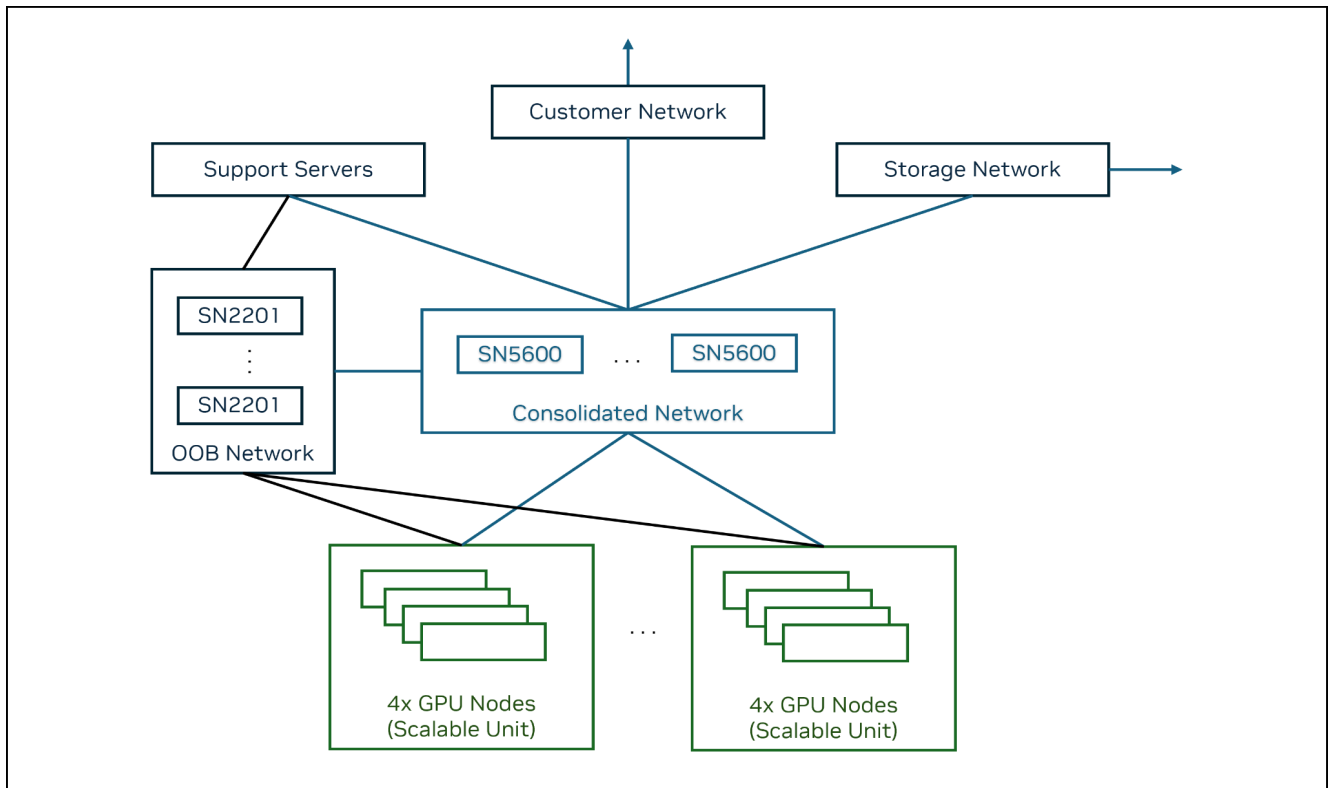 Customer Network
Support Servers
Storage Network
SN2201
⋮
SN2201
OOB Network
SN5600
...
SN5600
Consolidated Network
4x GPU Nodes
(Scalable Unit)
...
4x GPU Nodes
(Scalable Unit)